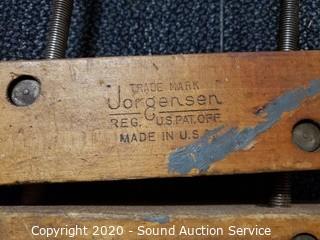 TRADE MARK
Jorgensen
REG. U.S. PAT. OFF.
MADE IN U.S.A
Copyright 2020 - Sound Auction Service